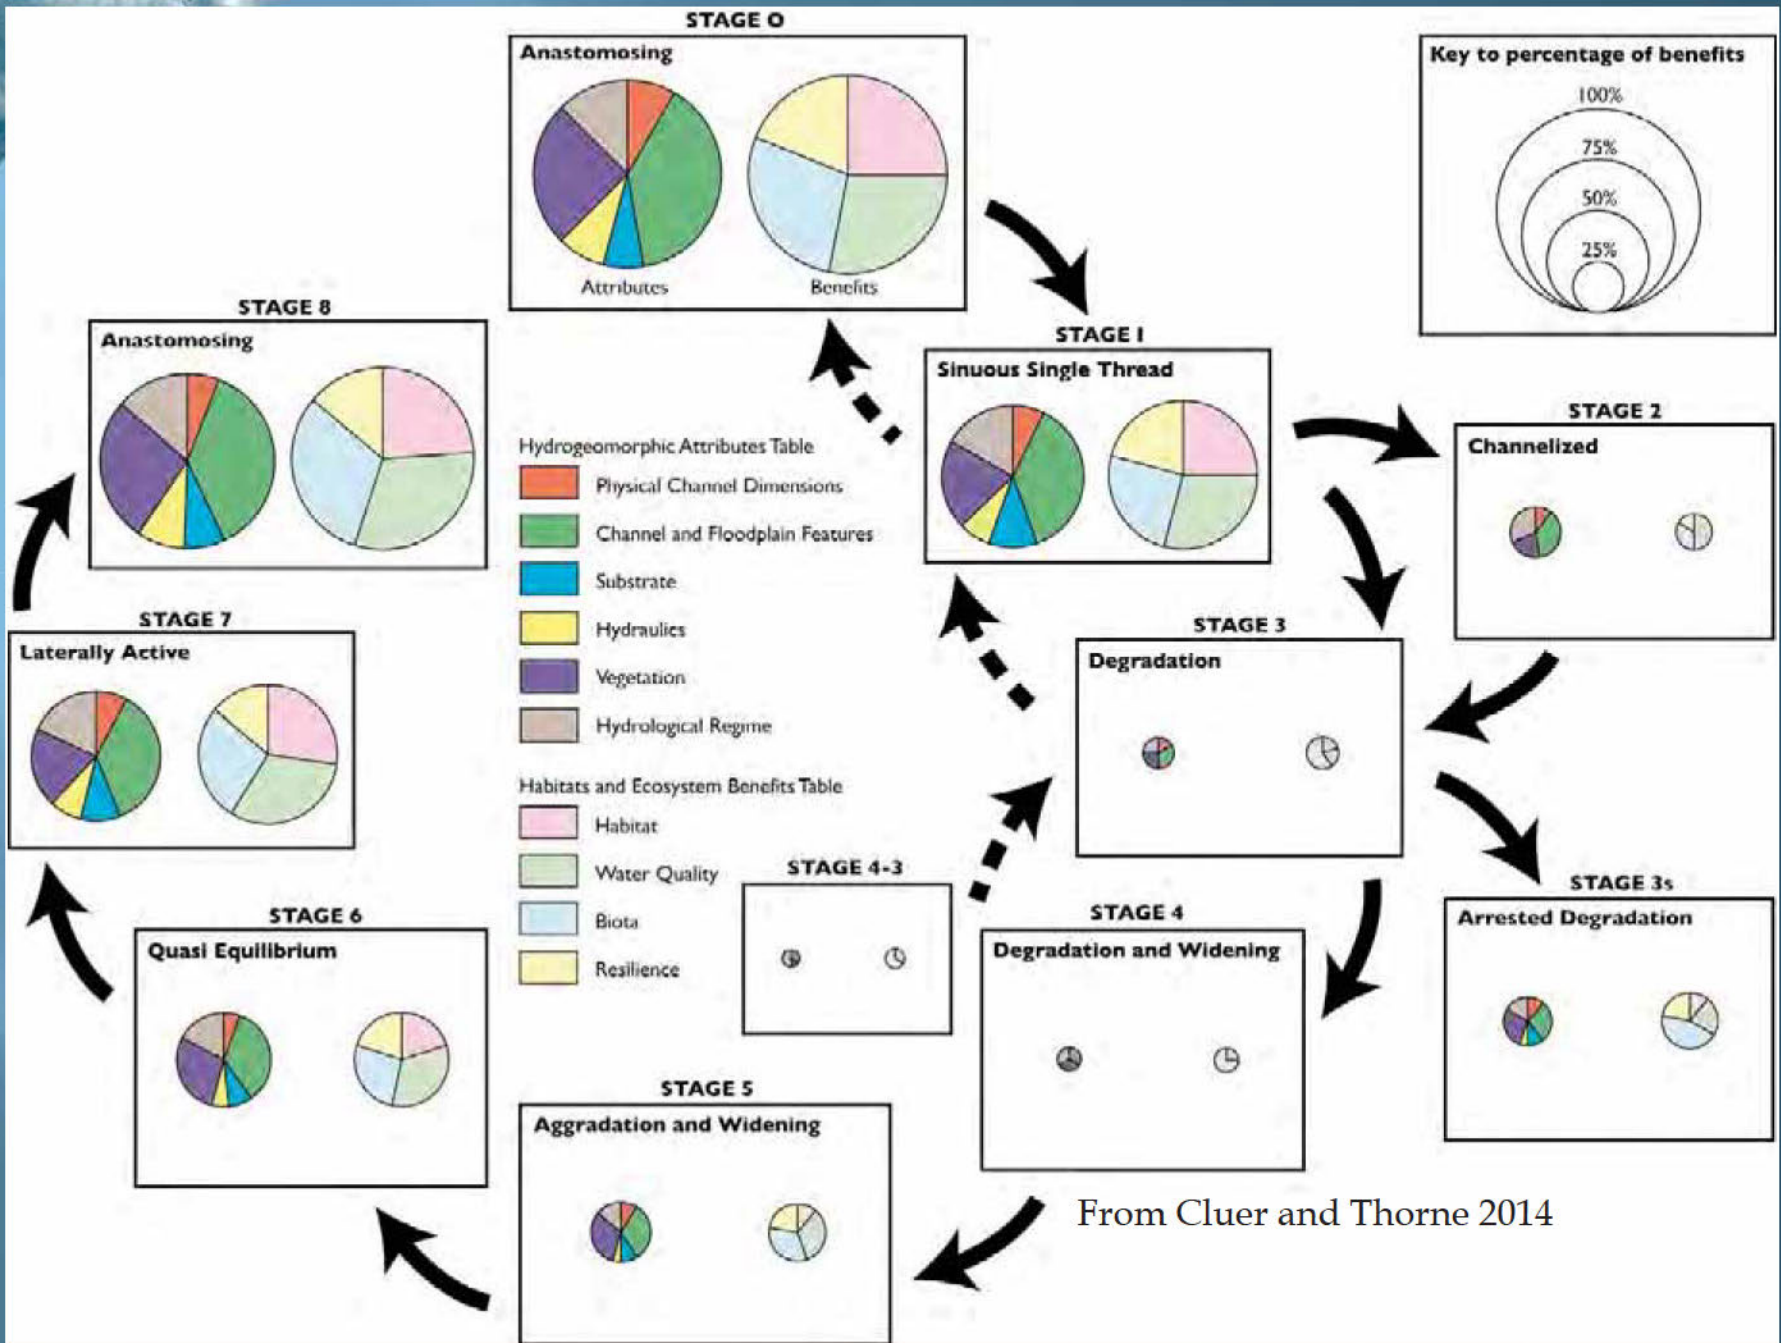 STAGE 0
Anastomosing
Attributes
Benefits
Key to percentage of benefits
100%
75%
50%
25%
STAGE 8
Anastomosing
STAGE 1
Sinuous Single Thread
STAGE 2
Channelized
Hydrogeomorphic Attributes Table
Physical Channel Dimensions
Channel and Floodplain Features
Substrate
Hydraulics
Vegetation
Hydrological Regime
Habitats and Ecosystem Benefits Table
Habitat
Water Quality
Biota
Resilience
STAGE 7
Laterally Active
STAGE 3
Degradation
STAGE 4-3
STAGE 4
Degradation and Widening
STAGE 3s
Arrested Degradation
STAGE 6
Quasi Equilibrium
STAGE 5
Aggradation and Widening
From Cluer and Thorne 2014